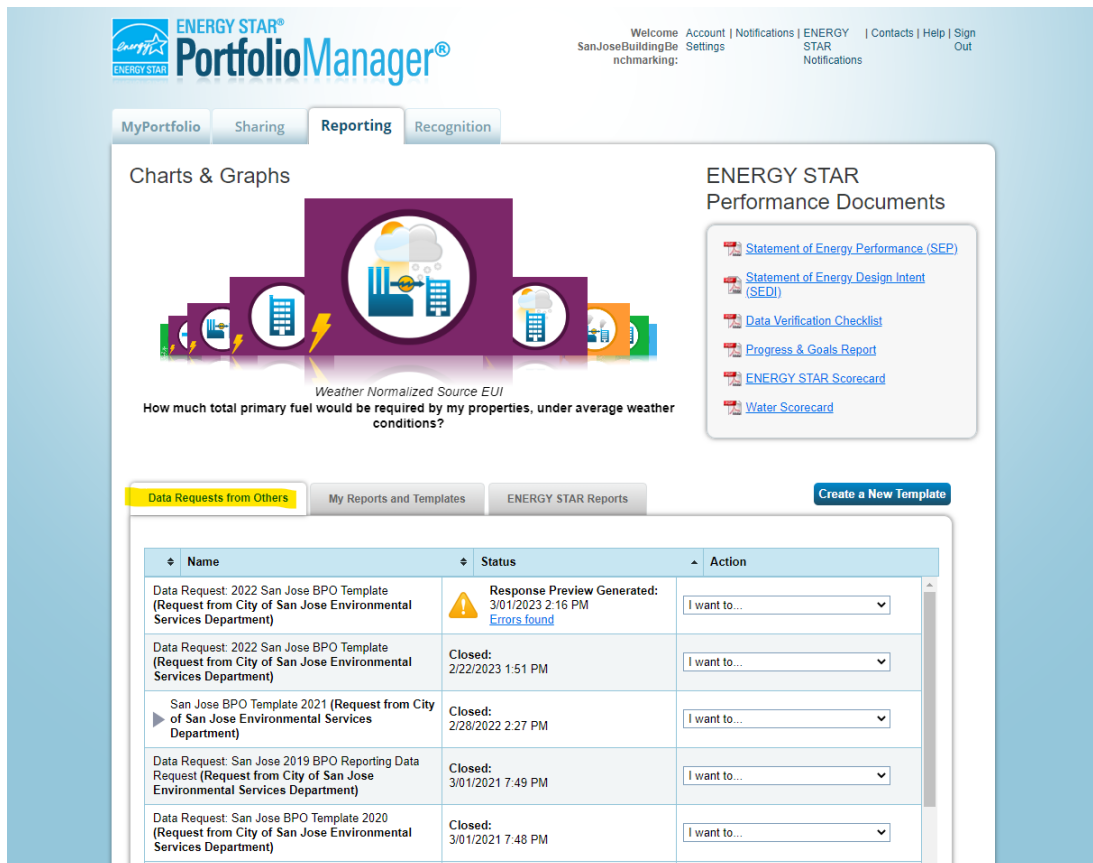 ENERGY STAR®
PortfolioManager®
energy
ENERGY STAR
Welcome
SanJoseBuildingBe
nchmarking:
Account | Notifications | ENERGY | Contacts | Help | Sign
Settings STAR Out
Notifications
MyPortfolio Sharing Reporting Recognition
Charts & Graphs
Weather Normalized Source EUI
How much total primary fuel would be required by my properties, under average weather
conditions?
ENERGY STAR
Performance Documents
Statement of Energy Performance (SEP)
Statement of Energy Design Intent
(SEDI)
Data Verification Checklist
Progress & Goals Report
ENERGY STAR Scorecard
Water Scorecard
Data Requests from Others My Reports and Templates ENERGY STAR Reports Create a New Template
Name Status Action
Data Request: 2022 San Jose BPO Template
(Request from City of San Jose Environmental
Services Department)
Response Preview Generated:
3/01/2023 2:16 PM
Errors found
I want to...
Data Request: 2022 San Jose BPO Template
(Request from City of San Jose Environmental
Services Department)
Closed:
2/22/2023 1:51 PM
I want to...
San Jose BPO Template 2021 (Request from City
of San Jose Environmental Services
Department)
Closed:
2/28/2022 2:27 PM
I want to...
Data Request: San Jose 2019 BPO Reporting Data
Request (Request from City of San Jose
Environmental Services Department)
Closed:
3/01/2021 7:49 PM
I want to...
Data Request: San Jose BPO Template 2020
(Request from City of San Jose Environmental
Services Department)
Closed:
3/01/2021 7:48 PM
I want to...